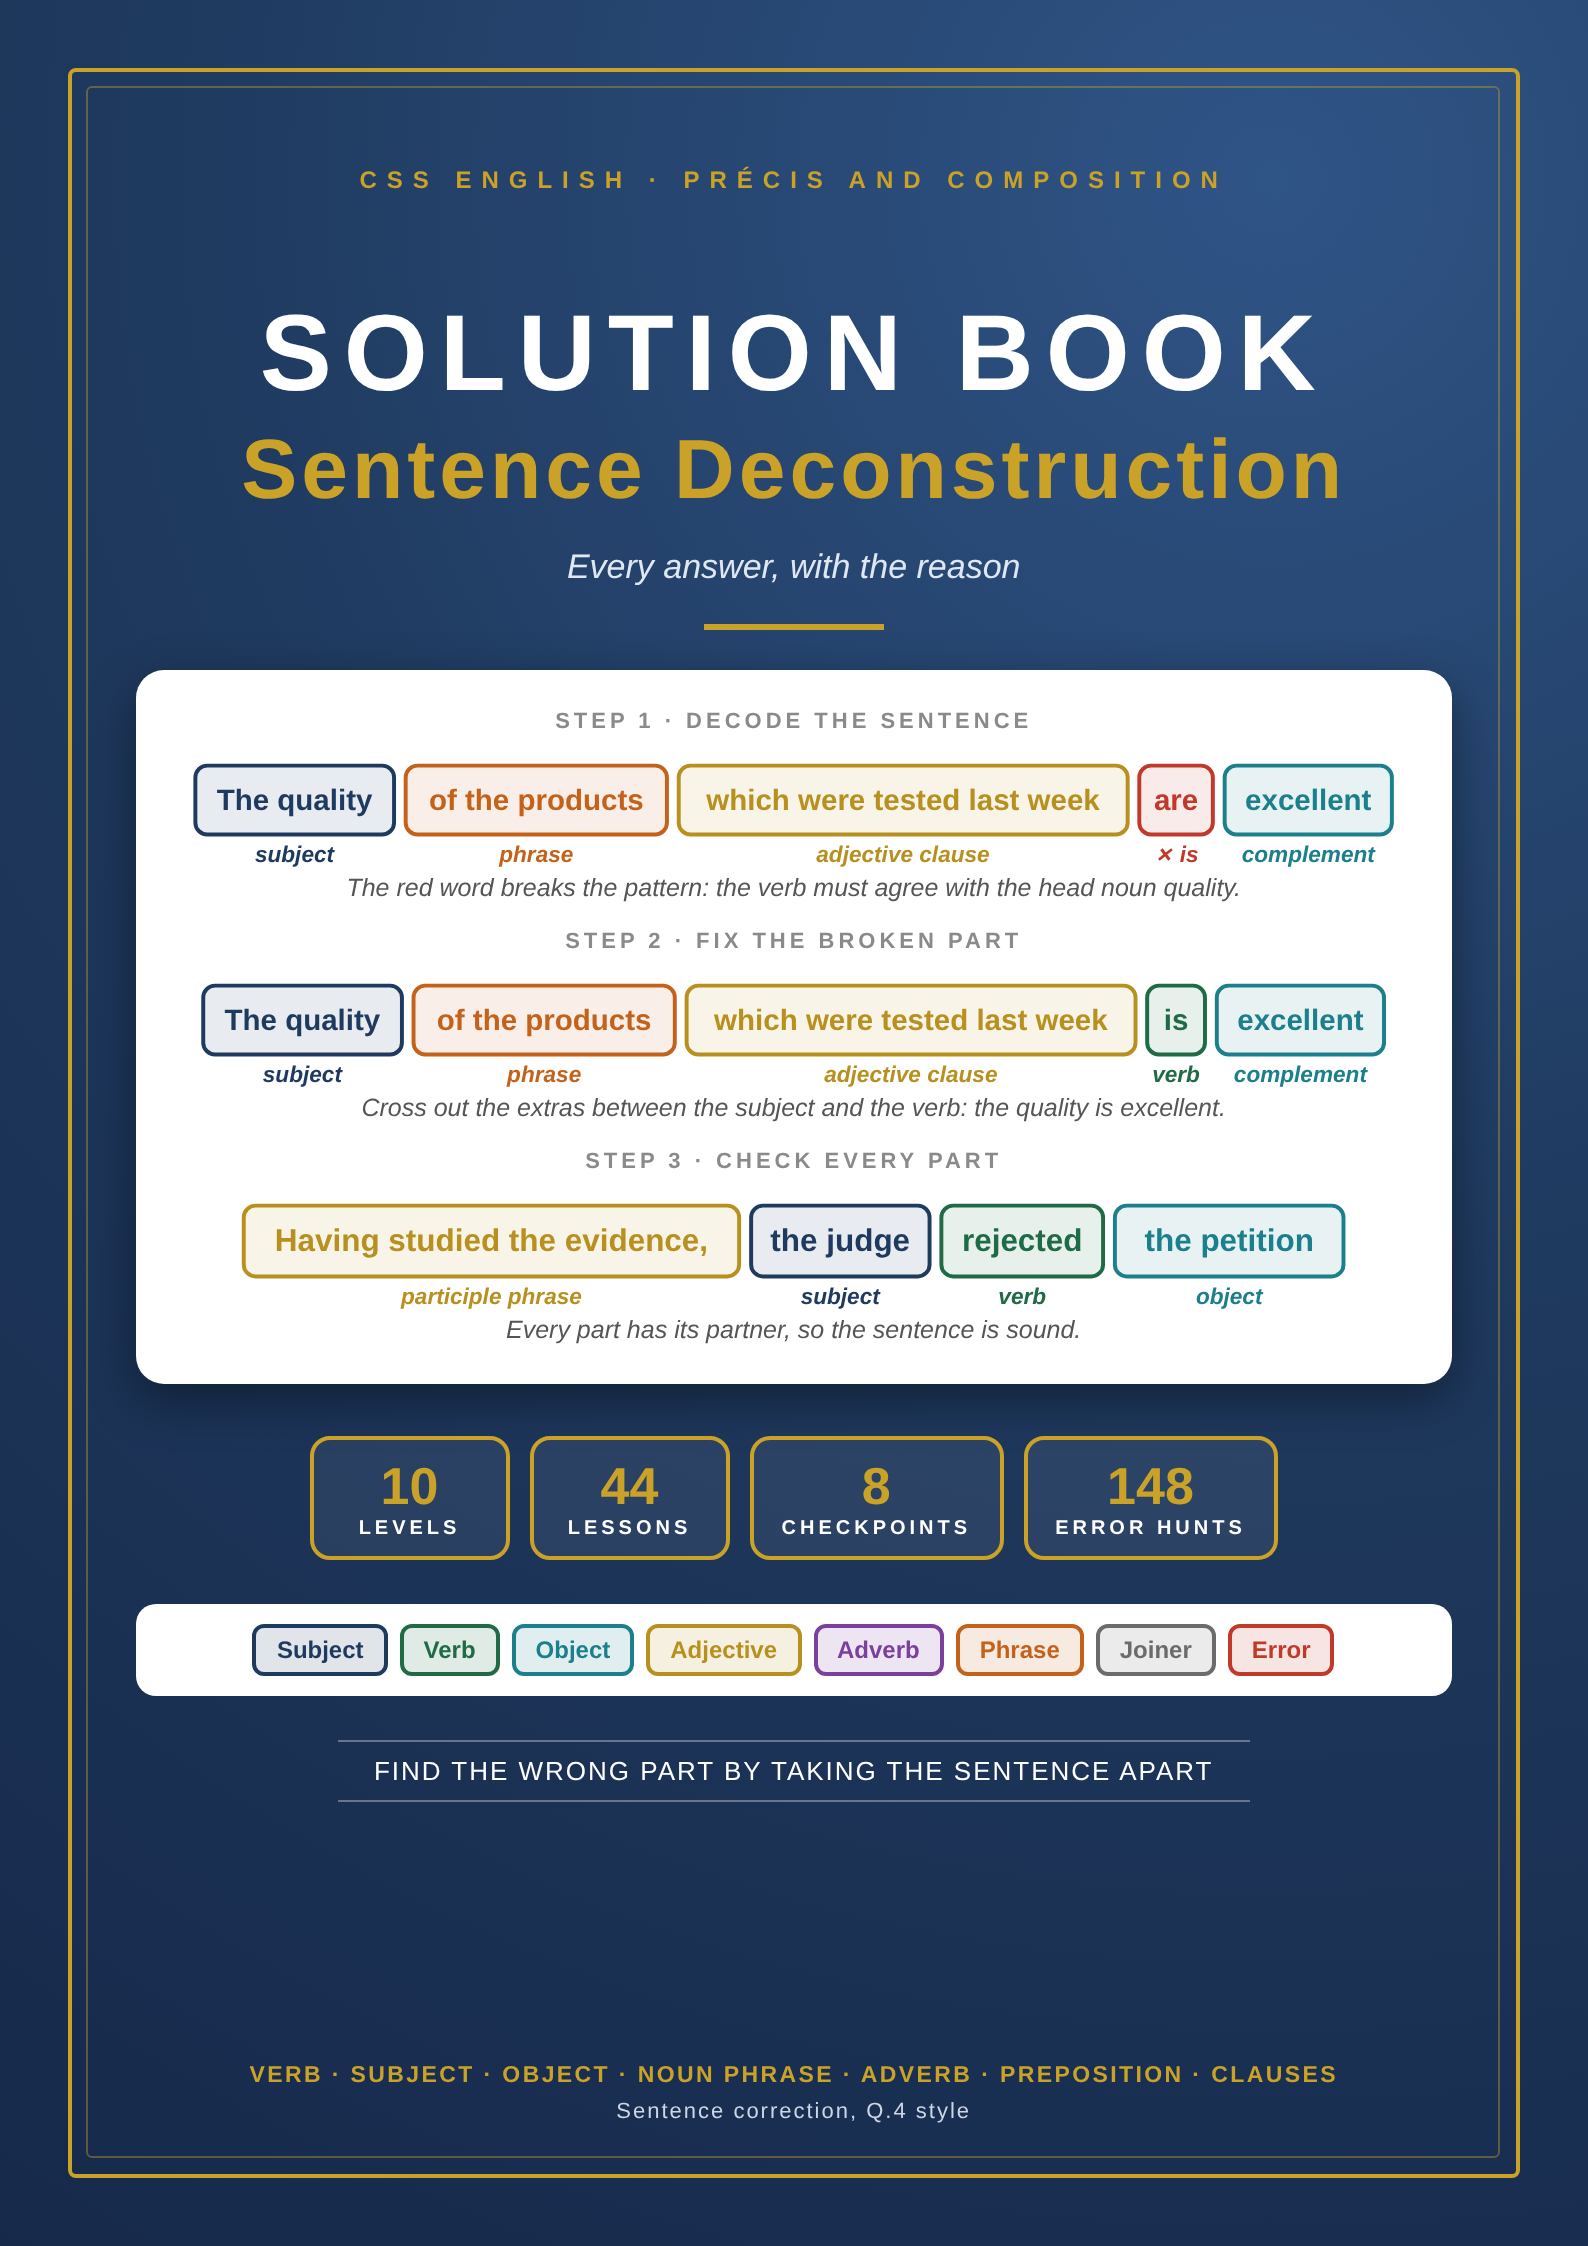 CSS ENGLISH · PRÉCIS AND COMPOSITION
SOLUTION BOOK
Sentence Deconstruction
Every answer, with the reason
STEP 1 · DECODE THE SENTENCE
The quality of the products which were tested last week are excellent
subject phrase adjective clause ✕ is complement
The red word breaks the pattern: the verb must agree with the head noun quality.
STEP 2 · FIX THE BROKEN PART
The quality of the products which were tested last week is excellent
subject phrase adjective clause verb complement
Cross out the extras between the subject and the verb: the quality is excellent.
STEP 3 · CHECK EVERY PART
Having studied the evidence, the judge rejected the petition
participle phrase subject verb object
Every part has its partner, so the sentence is sound.
10 44 8 148
LEVELS LESSONS CHECKPOINTS ERROR HUNTS
Subject Verb Object Adjective Adverb Phrase Joiner Error
FIND THE WRONG PART BY TAKING THE SENTENCE APART
VERB · SUBJECT · OBJECT · NOUN PHRASE · ADVERB · PREPOSITION · CLAUSES
Sentence correction, Q.4 style